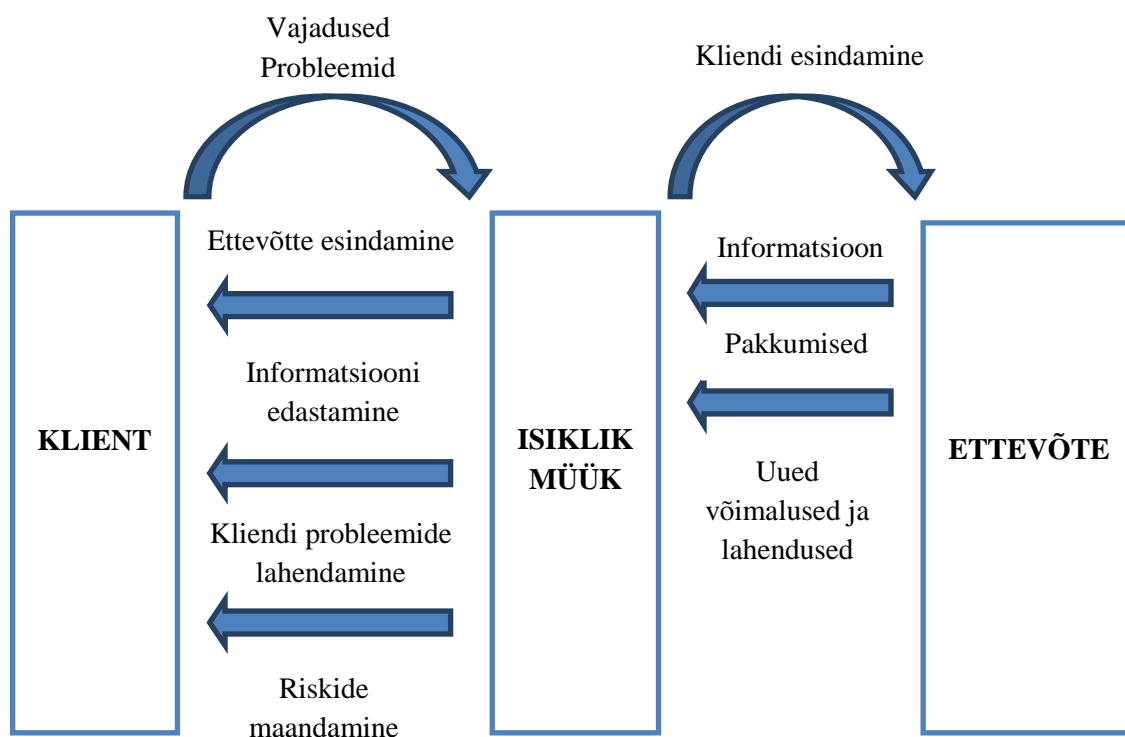 Vajadused
Probleemid
Kliendi esindamine
KLIENT
Ettevõtte esindamine
Informatsiooni
edastamine
Kliendi probleemide
lahendamine
Riskide
maandamine
ISIKLIK
MÜÜK
Informatsioon
Pakkumised
Uued
võimalused ja
lahendused
ETTEVÕTE